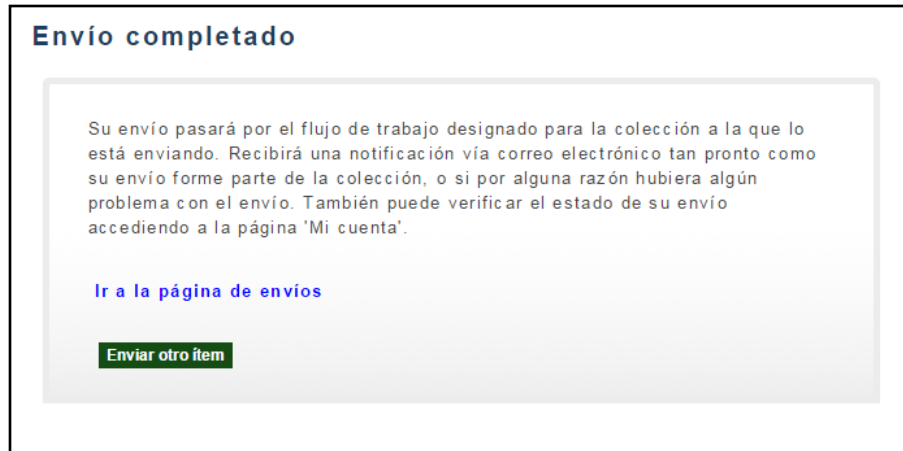 Envío completado
Su envío pasará por el flujo de trabajo designado para la colección a la que lo
está enviando. Recibirá una notificación vía correo electrónico tan pronto como
su envío forme parte de la colección, o si por alguna razón hubiera algún
problema con el envío. También puede verificar el estado de su envío
accediendo a la página 'Mi cuenta'.
Ir a la página de envíos
Enviar otro ítem